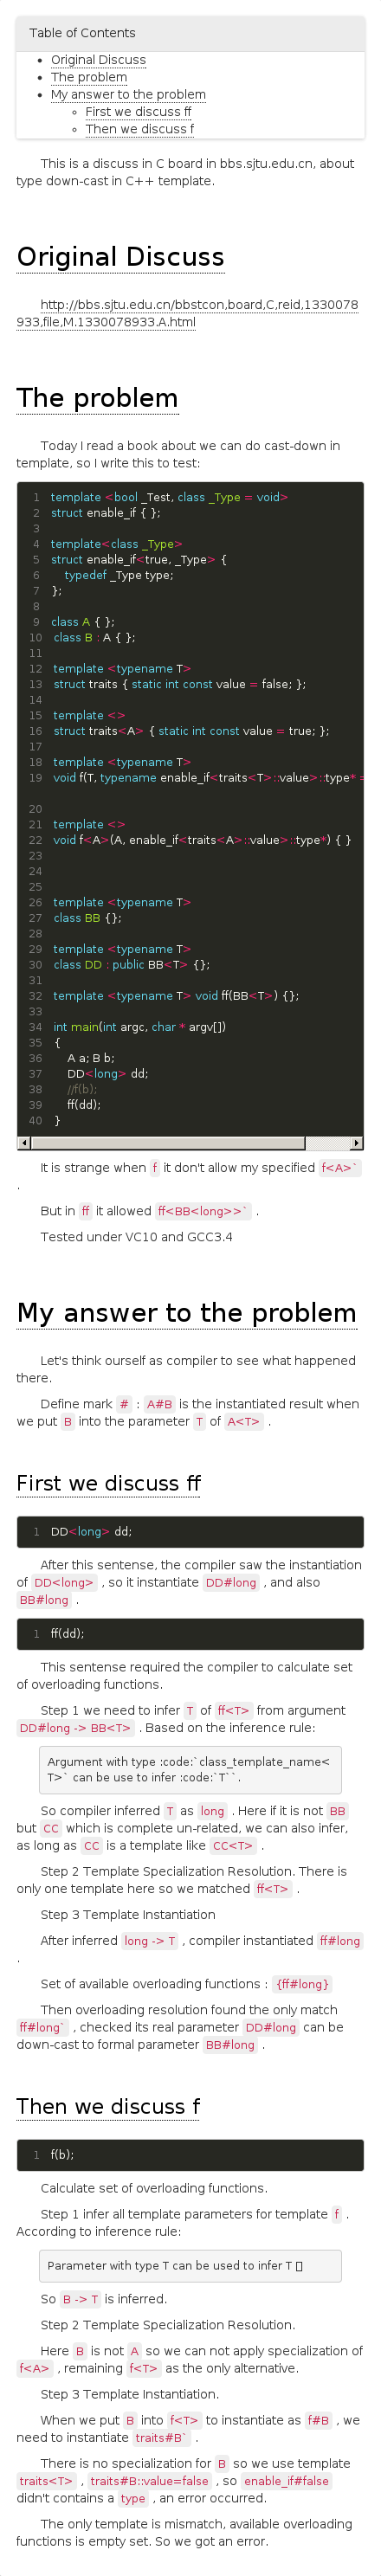 Table of Contents
Original Discuss
The problem
My answer to the problem
First we discuss ff
Then we discuss f
This is a discuss in C board in bbs.sjtu.edu.cn, about
type down-cast in C++ template.
Original Discuss
http://bbs.sjtu.edu.cn/bbstcon,board,C,reid,1330078
933,file,M.1330078933.A.html
The problem
Today I read a book about we can do cast-down in
template, so I write this to test:
1 template <bool _Test, class _Type = void>
2 struct enable_if { };
3
4 template<class _Type>
5 struct enable_if<true, _Type> {
6 typedef _Type type;
7 };
8
9 class A { };
10 class B : A { };
11
12 template <typename T>
13 struct traits { static int const value = false; };
14
15 template <>
16 struct traits<A> { static int const value = true; };
17
18 template <typename T>
19 void f(T, typename enable_if<traits<T>::value>::type* =
20
21 template <>
22 void f<A>(A, enable_if<traits<A>::value>::type*) { }
23
24
25
26 template <typename T>
27 class BB {};
28
29 template <typename T>
30 class DD : public BB<T> {};
31
32 template <typename T> void ff(BB<T>) {};
33
34 int main(int argc, char * argv[])
35 {
36 A a; B b;
37 DD<long> dd;
38 //f(b);
39 ff(dd);
40 }
It is strange when f it don't allow my specified f<A>`
.
But in ff it allowed ff<BB<long>>` .
Tested under VC10 and GCC3.4
My answer to the problem
Let's think ourself as compiler to see what happened
there.
Define mark # : A#B is the instantiated result when
we put B into the parameter T of A<T> .
First we discuss ff
1 DD<long> dd;
After this sentence, the compiler saw the instantiation
of DD<long> , so it instantiate DD#long , and also
BB#long .
1 ff(dd);
This sentence required the compiler to calculate set
of overloading functions.
Step 1 we need to infer T of ff<T> from argument
DD#long -> BB<T> . Based on the inference rule:
Argument with type :code:`class_template_name<
T>` can be use to infer :code:`T``.
So compiler inferred T as long . Here if it is not BB
but CC which is complete un-related, we can also infer,
as long as CC is a template like CC<T> .
Step 2 Template Specialization Resolution. There is
only one template here so we matched ff<T> .
Step 3 Template Instantiation
After inferred long -> T , compiler instantiated ff#long
.
Set of available overloading functions : {ff#long}
Then overloading resolution found the only match
ff#long` , checked its real parameter DD#long can be
down-cast to formal parameter BB#long .
Then we discuss f
1 f(b);
Calculate set of overloading functions.
Step 1 infer all template parameters for template f .
According to inference rule:
Parameter with type T can be used to infer T
So B -> T is inferred.
Step 2 Template Specialization Resolution.
Here B is not A so we can not apply specialization of
f<A> , remaining f<T> as the only alternative.
Step 3 Template Instantiation.
When we put B into f<T> to instantiate as f#B , we
need to instantiate traits#B` .
There is no specialization for B so we use template
traits<T> , traits#B::value=false , so enable_if#false
didn't contains a type , an error occurred.
The only template is mismatch, available overloading
functions is empty set. So we got an error.